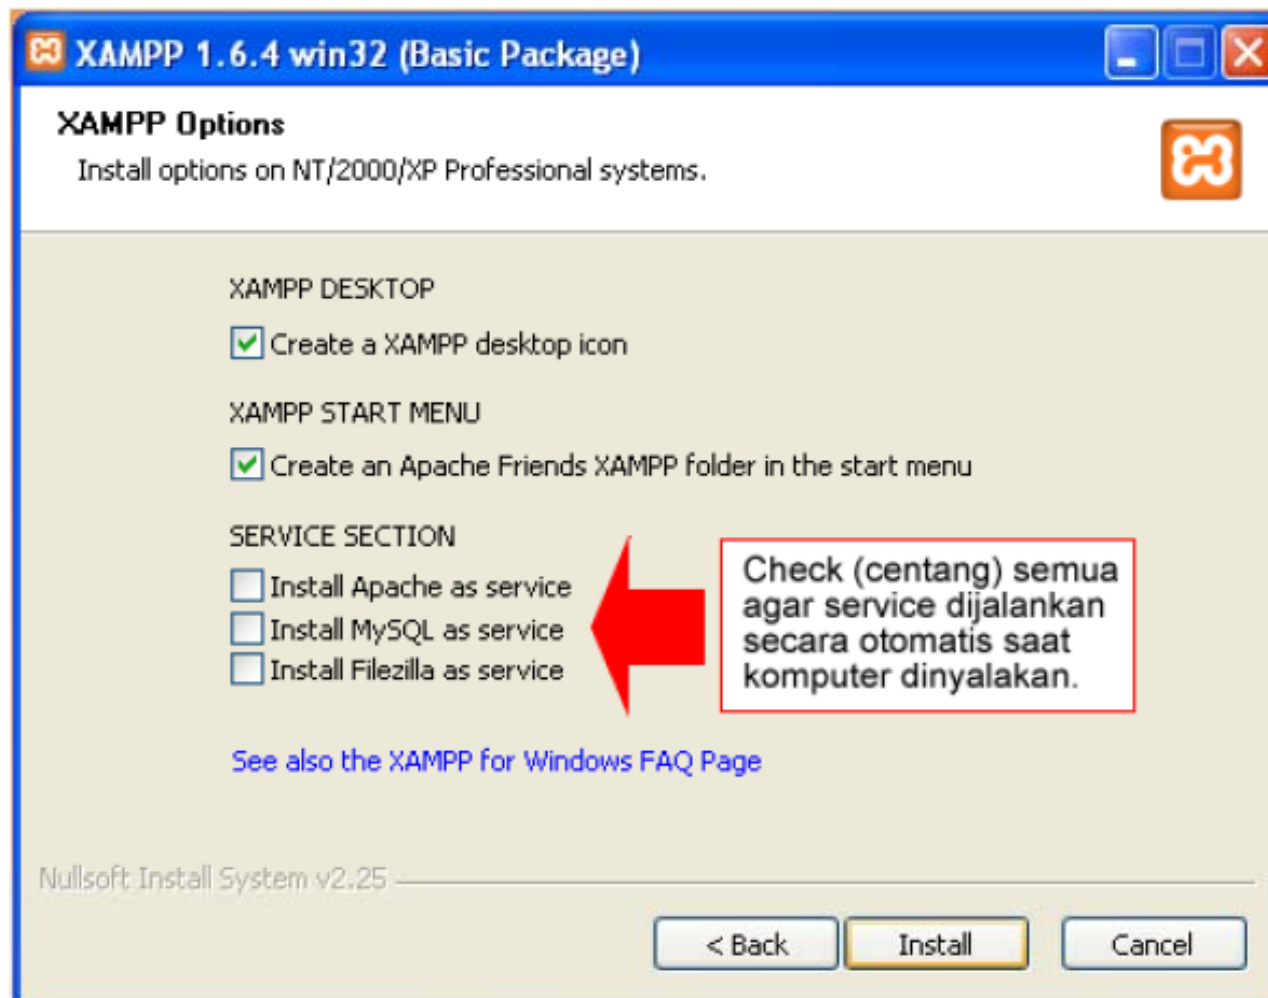 XAMPP 1.6.4 win32 (Basic Package)
XAMPP Options
Install options on NT/2000/XP Professional systems.
XAMPP DESKTOP
Create a XAMPP desktop icon
XAMPP START MENU
Create an Apache Friends XAMPP folder in the start menu
SERVICE SECTION
Install Apache as service
Install MySQL as service
Install Filezilla as service
Check (centang) semua
agar service dijalankan
secara otomatis saat
komputer dinyalakan.
See also the XAMPP for Windows FAQ Page
Nullsoft Install System v2.25
< Back
Install
Cancel